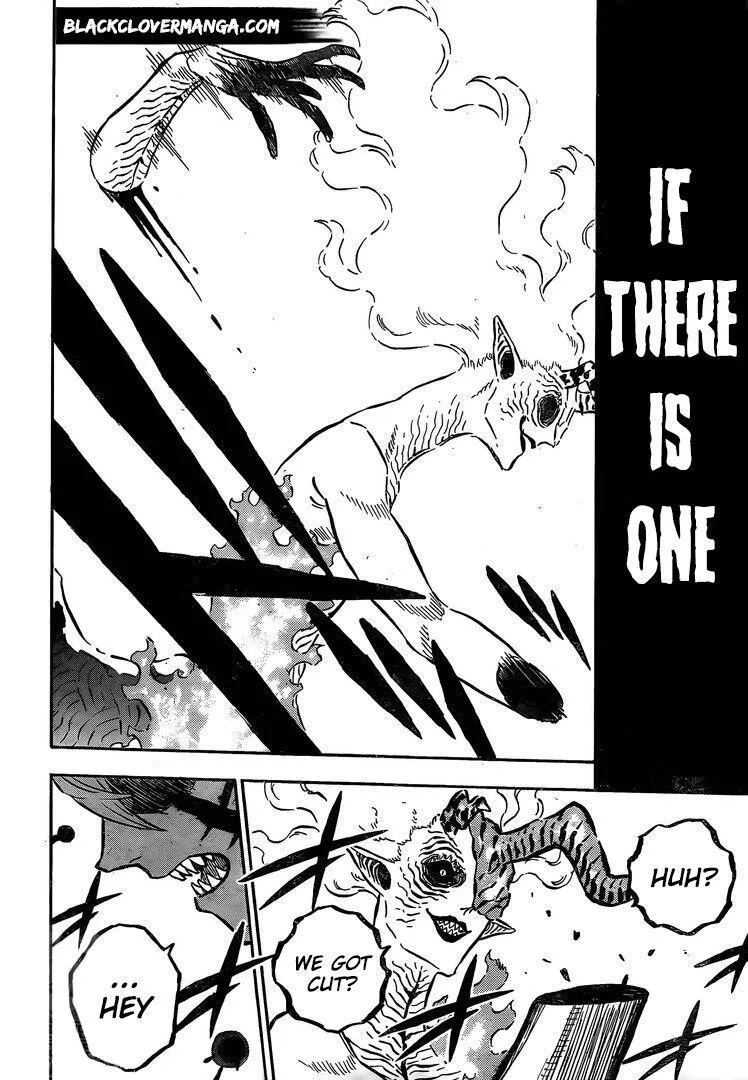 BLACKCLOVERMANGA.COM
IF
THERE
IS
ONE
HUH?
WE GOT
CUT?
...
HEY